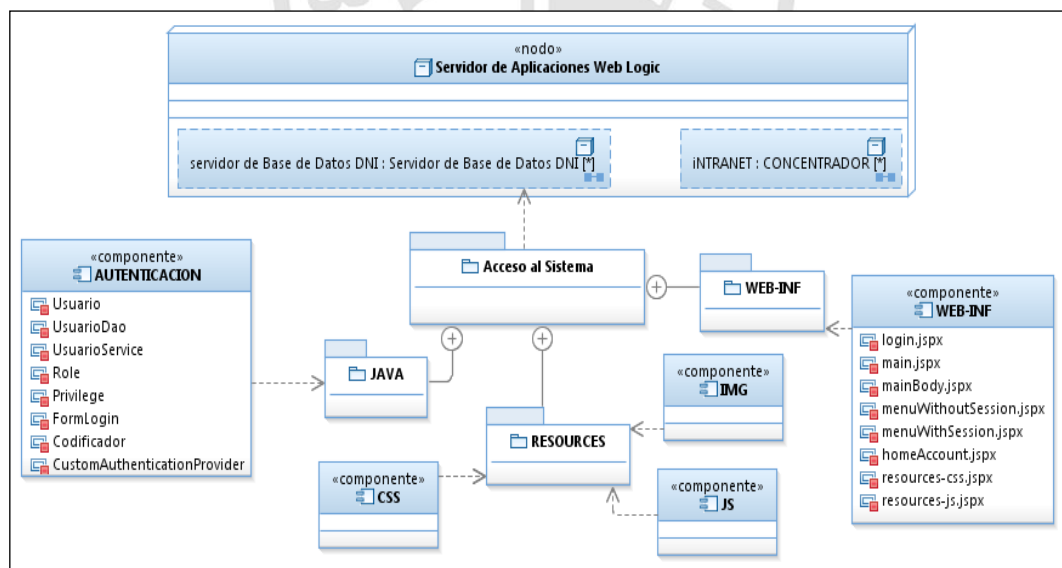 «nodo»
Servidor de Aplicaciones Web Logic
servidor de Base de Datos DNI : Servidor de Base de Datos DNI [*]
iNTRANET : CONCENTRADOR [*]
«componente»
AUTENTICACION
Usuario
UsuarioDao
UsuarioService
Role
Privilege
FormLogin
Codificador
CustomAuthenticationProvider
Acceso al Sistema
WEB-INF
«componente»
WEB-INF
login.jspx
main.jspx
mainBody.jspx
menuWithoutSession.jspx
menuWithSession.jspx
homeAccount.jspx
resources-css.jspx
resources-js.jspx
JAVA
«componente»
IMG
RESOURCES
«componente»
CSS
«componente»
JS